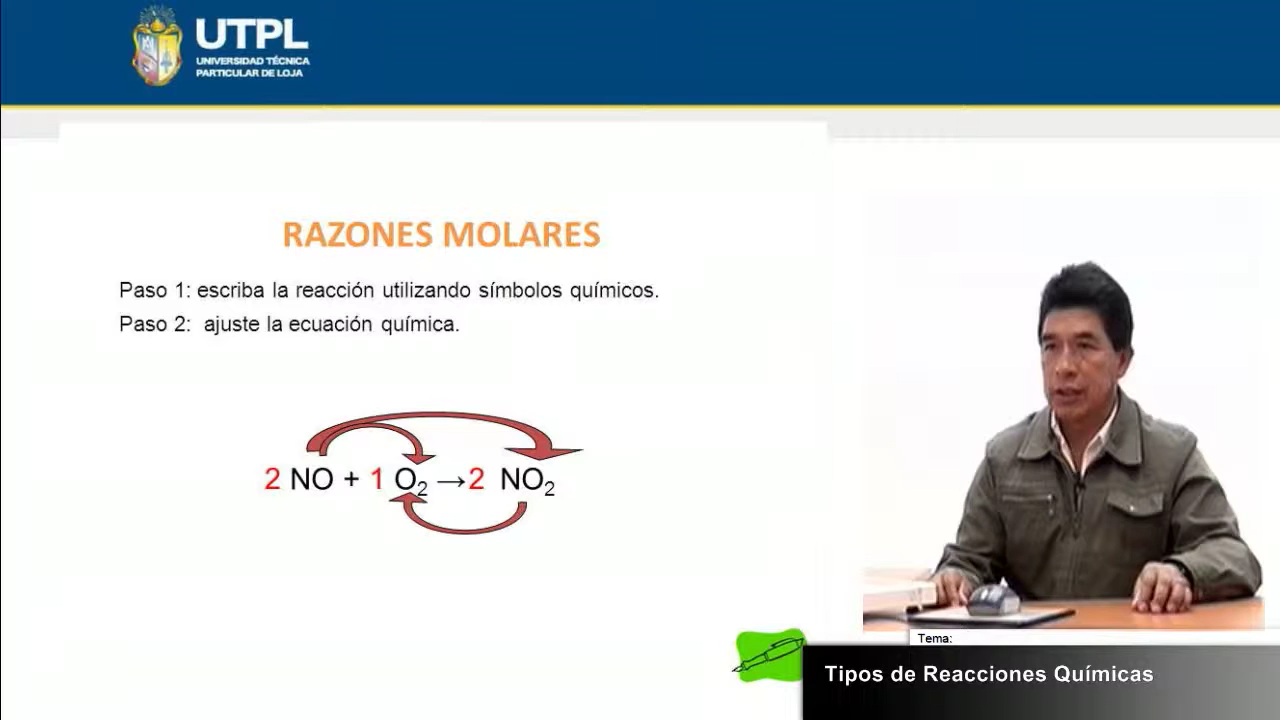 UTPL
UNIVERSIDAD TÉCNICA
PARTICULAR DE LOJA
RAZONES MOLARES
Paso 1: escriba la reacción utilizando símbolos químicos.
Paso 2: ajuste la ecuación química.
2 NO + 1 O₂ →2 NO₂
Tema:
Tipos de Reacciones Químicas